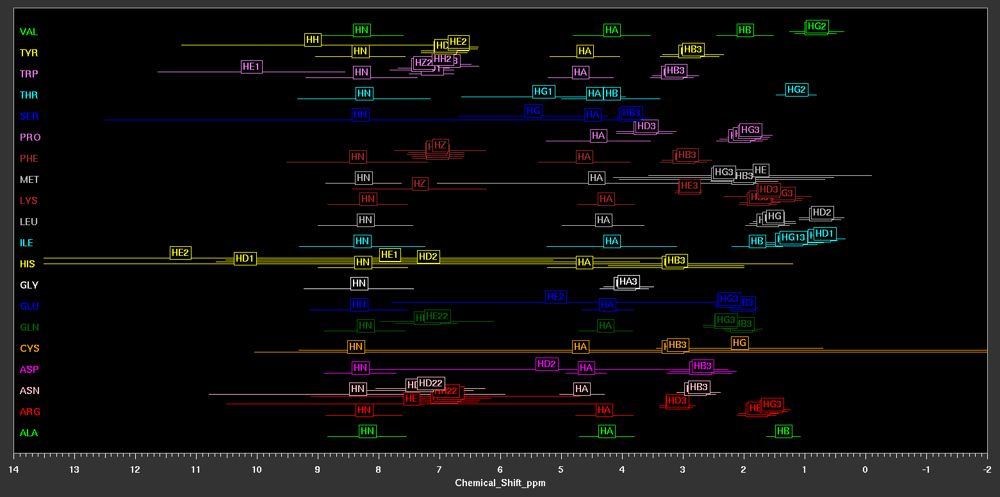 VAL HN HA HB HG2
TYR HH HN HD HE2 HA HB3
TRP HE1 HN HZ2 HH2 HA HB3
THR HN HG1 HA HB HG2
SER HN HG HA HB3
PRO HA HD3 HG3
PHE HN HZ HA HB3
MET HN HA HG3 HB3 HE
LYS HN HZ HA HE3 HD3 G3
LEU HN HA HG HD2
ILE HN HA HB HG13 HD1
HIS HE2 HD1 HN HE1 HD2 HA HB3
GLY HN HA3
GLU HN HE2 HA HG3 B3
GLN HN HE22 HA HG3 HB3
CYS HN HA HB3 HG
ASP HN HD2 HA HB3
ASN HN HD22 HA HB3
ARG HN HE HH22 HA HD3 HG3
ALA HN HA HB
14 13 12 11 10 9 8 7 6 5 4 3 2 1 0 -1 -2
Chemical_Shift_ppm